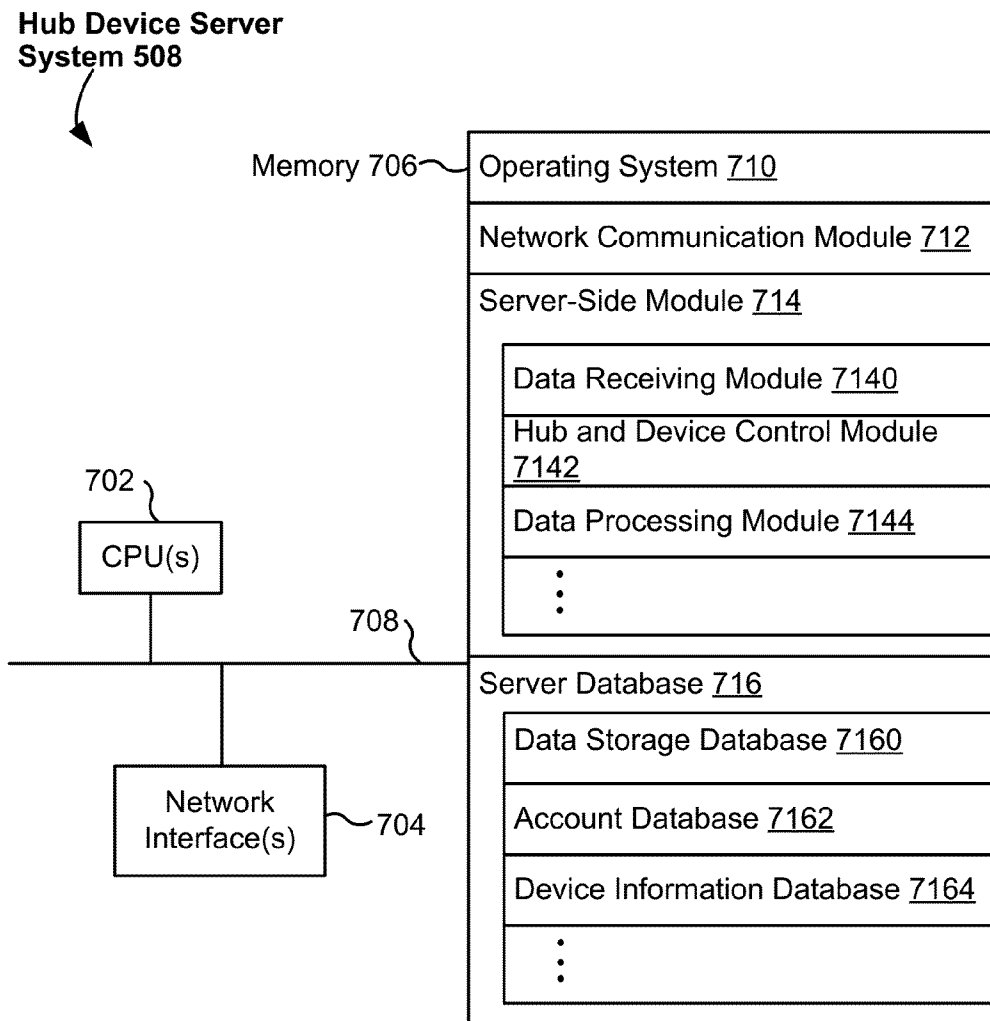 Hub Device Server
System 508
Memory 706
Operating System 710
Network Communication Module 712
Server-Side Module 714
Data Receiving Module 7140
Hub and Device Control Module
7142
Data Processing Module 7144
702
CPU(s)
708
Server Database 716
Data Storage Database 7160
Network
Interface(s)
704
Account Database 7162
Device Information Database 7164